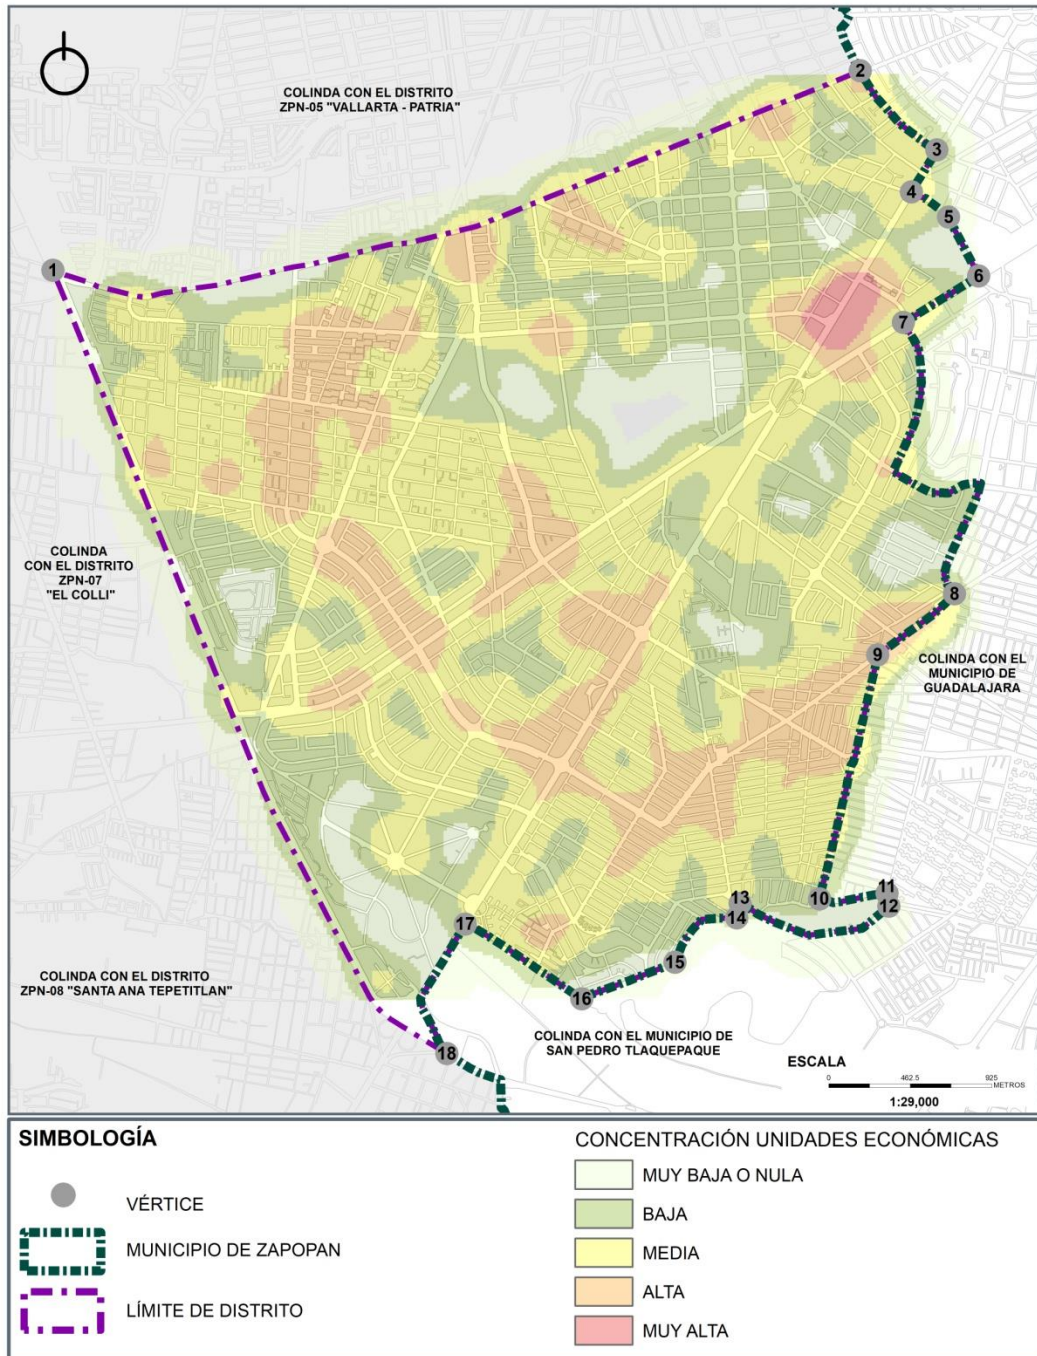 COLINDA CON EL DISTRITO
ZPN-05 "VALLARTA - PATRIA"
2
3
4
5
1
6
7
COLINDA
CON EL DISTRITO
ZPN-07
"EL COLLI"
8
9
COLINDA CON EL
MUNICIPIO DE
GUADALAJARA
10
11
12
13
14
17
15
16
COLINDA CON EL DISTRITO
ZPN-08 "SANTA ANA TEPETITLAN"
18
COLINDA CON EL MUNICIPIO DE
SAN PEDRO TLAQUEPAQUE
ESCALA
0 462.5 925
METROS
1:29,000
SIMBOLOGÍA
VÉRTICE
MUNICIPIO DE ZAPOPAN
LÍMITE DE DISTRITO
CONCENTRACIÓN UNIDADES ECONÓMICAS
MUY BAJA O NULA
BAJA
MEDIA
ALTA
MUY ALTA